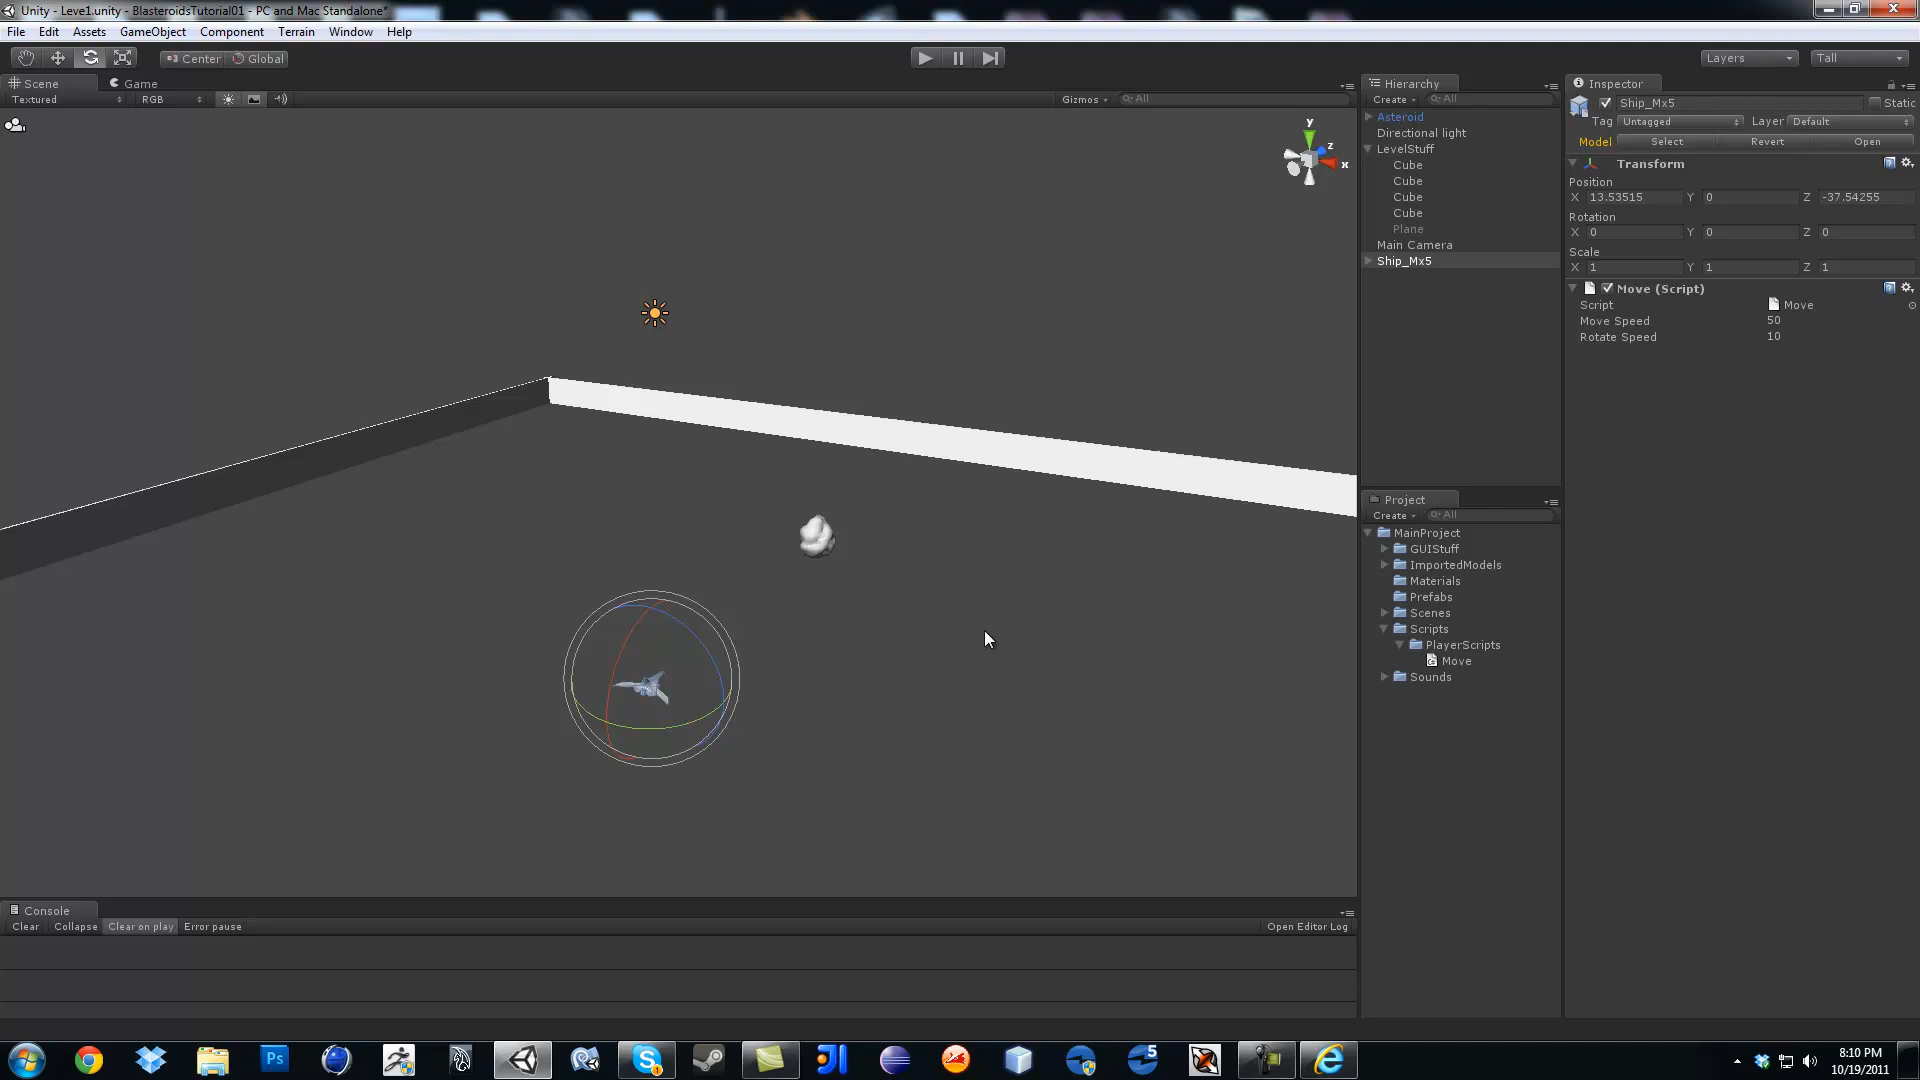 Unity - Leve1.unity - BlasteroidsTutorial01 - PC and Mac Standalone*
File Edit Assets GameObject Component Terrain Window Help
Center Global Layers Tall
Scene Game
Textured RGB Gizmos All
y
z
x
Hierarchy
Create All
Asteroid
Directional light
LevelStuff
Cube
Cube
Cube
Cube
Plane
Main Camera
Ship_Mx5
Project
Create All
MainProject
GUIStuff
ImportedModels
Materials
Prefabs
Scenes
Scripts
PlayerScripts
Move
Sounds
Inspector
Ship_Mx5 Static
Tag Untagged Layer Default
Model Select Revert Open
Transform
Position
X 13.53515 Y 0 Z -37.54255
Rotation
X 0 Y 0 Z 0
Scale
X 1 Y 1 Z 1
Move (Script)
Script Move
Move Speed 50
Rotate Speed 10
Console
Clear Collapse Clear on play Error pause Open Editor Log
Ps
5
8:10 PM
10/19/2011